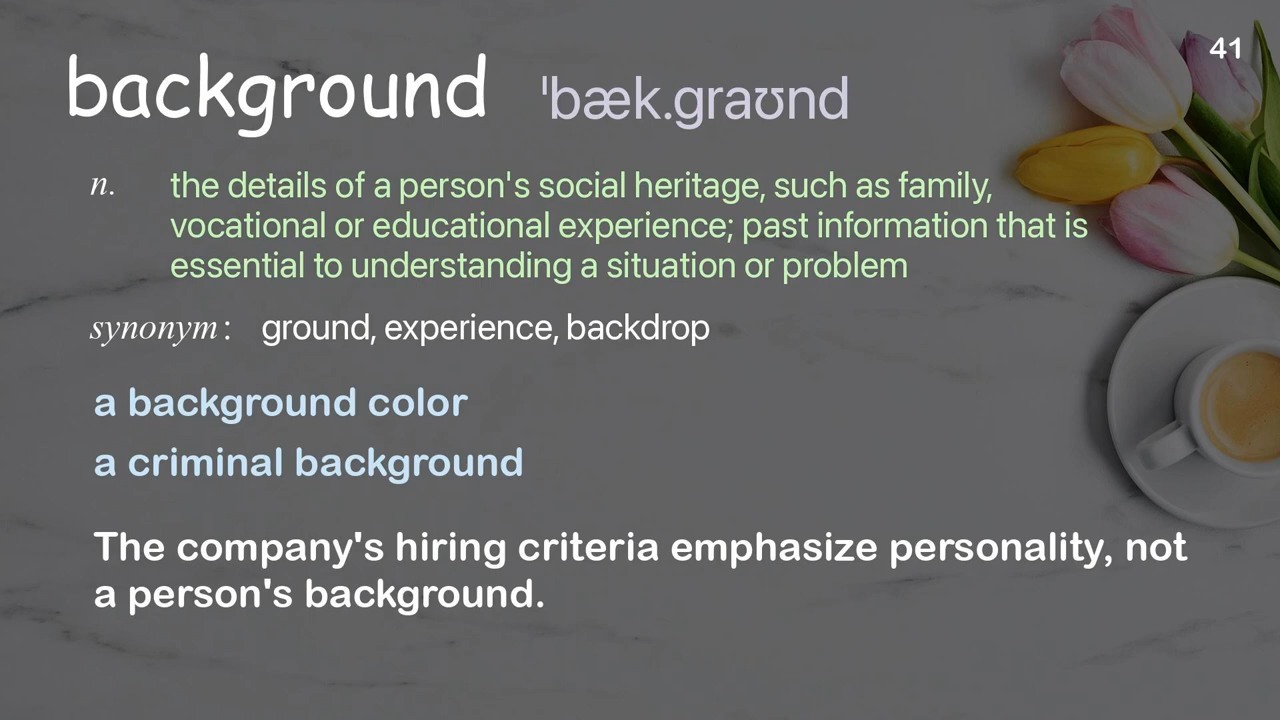 41
background ˈbæk.graʊnd
n. the details of a person's social heritage, such as family,
vocational or educational experience; past information that is
essential to understanding a situation or problem
synonym: ground, experience, backdrop
a background color
a criminal background
The company's hiring criteria emphasize personality, not
a person's background.